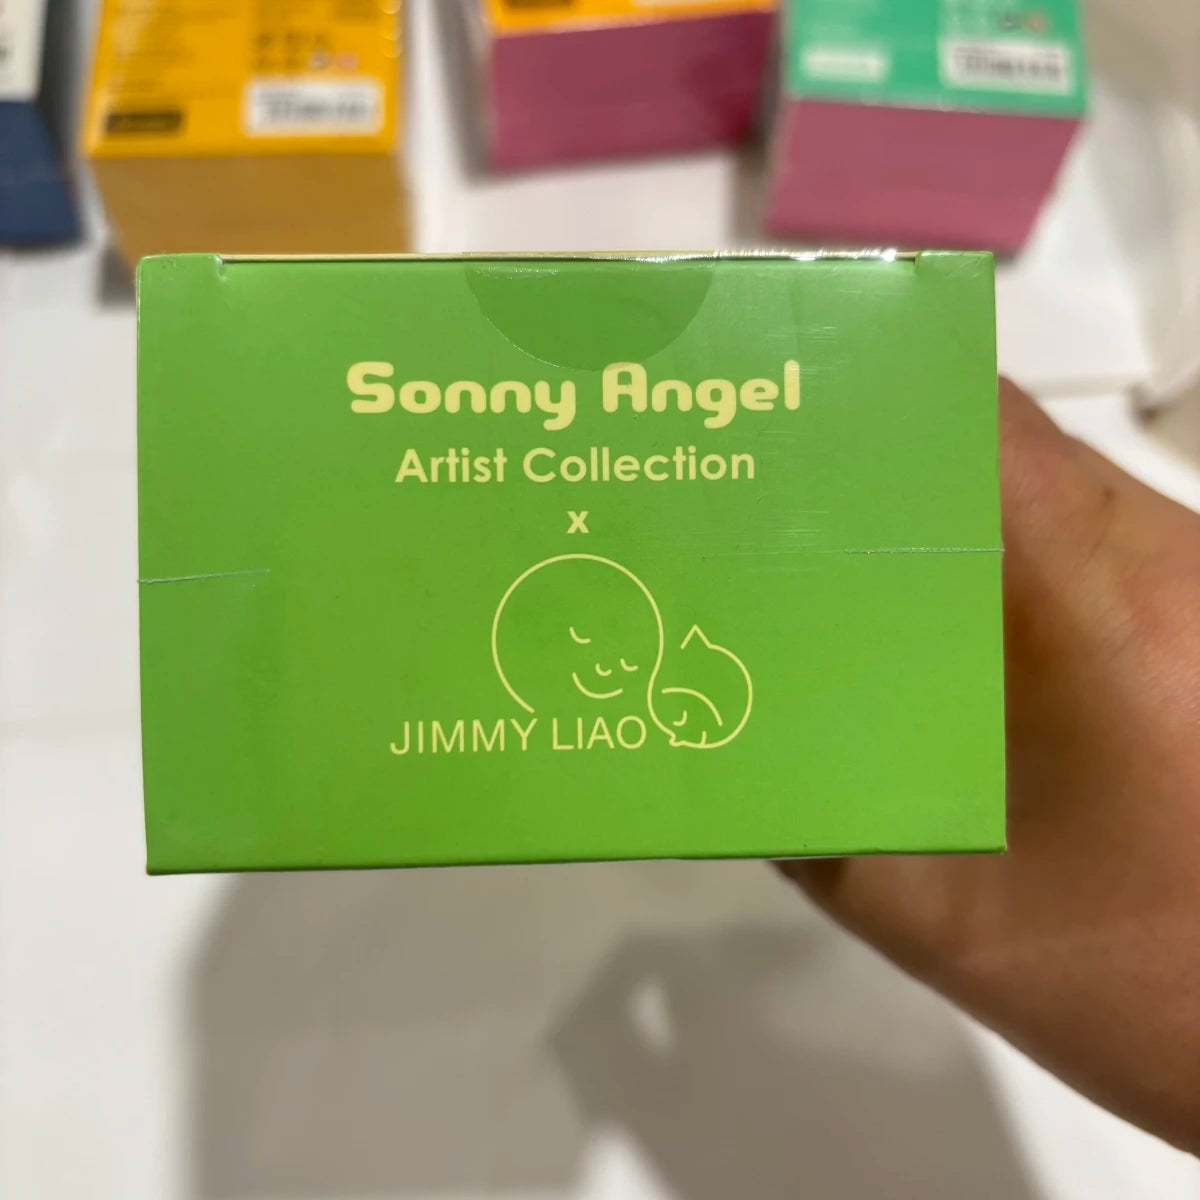 Sonny Angel
Artist Collection
x
JIMMY LIAO